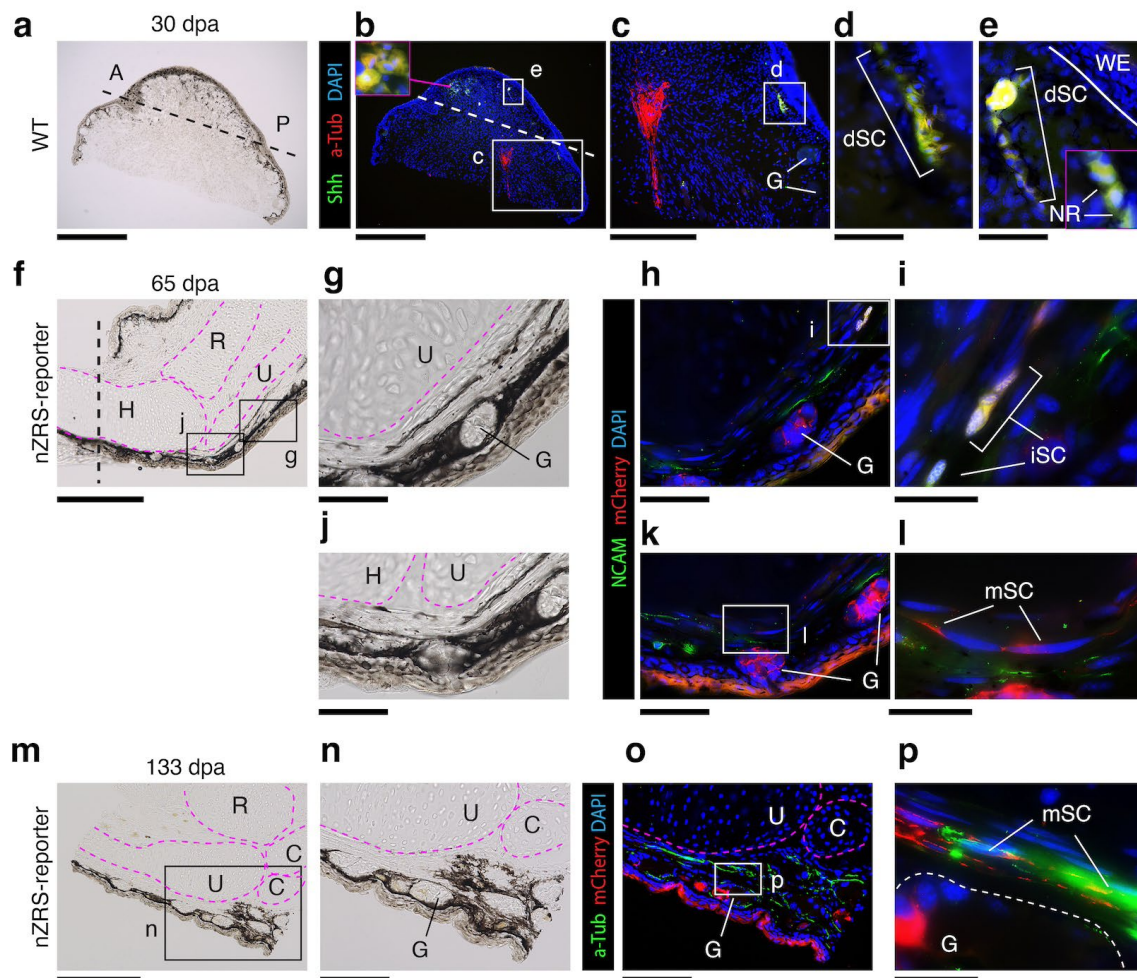 a
30 dpa
WT
A
P
Shh a-Tub DAPI
b
e
c
c
d
G
d
dSC
e
WE
dSC
NR
f
65 dpa
nZRS-reporter
R
U
H
j
g
g
U
G
NCAM mCherry DAPI
h
i
G
i
iSC
j
H
U
k
l
G
l
mSC
m
133 dpa
nZRS-reporter
R
C
U
C
n
n
U
C
G
a-Tub mCherry DAPI
o
U
C
p
G
p
mSC
G